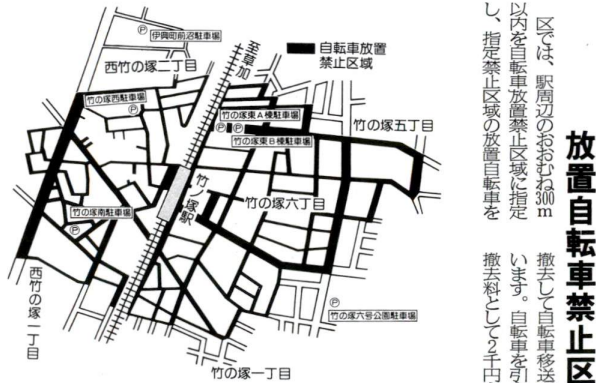 放置自転車禁止区
区では、駅周辺のおおむね300m
以内を自転車放置禁止区域に指定
し、指定禁止区域の放置自転車を
撤去して自転車移送
います。自転車を引
撤去料として2千円
自転車放置
禁止区域
至草加
伊興町前沼駐車場
西竹の塚二丁目
竹の塚西駐車場
竹の塚東A棟駐車場
竹の塚東B棟駐車場
竹の塚五丁目
竹ノ塚駅
竹の塚六丁目
竹の塚南駐車場
西竹の塚一丁目
竹の塚六号公園駐車場
竹の塚一丁目
P
P
P
P
P
P